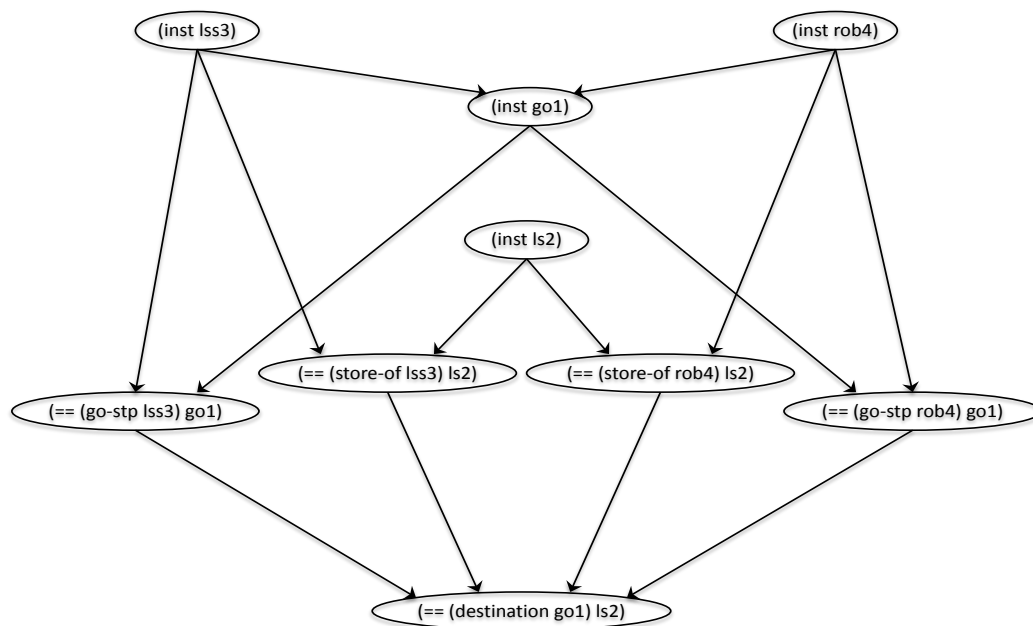 (inst lss3)
(inst rob4)
(inst go1)
(inst ls2)
(== (store-of lss3) ls2)
(== (store-of rob4) ls2)
(== (go-stp lss3) go1)
(== (go-stp rob4) go1)
(== (destination go1) ls2)